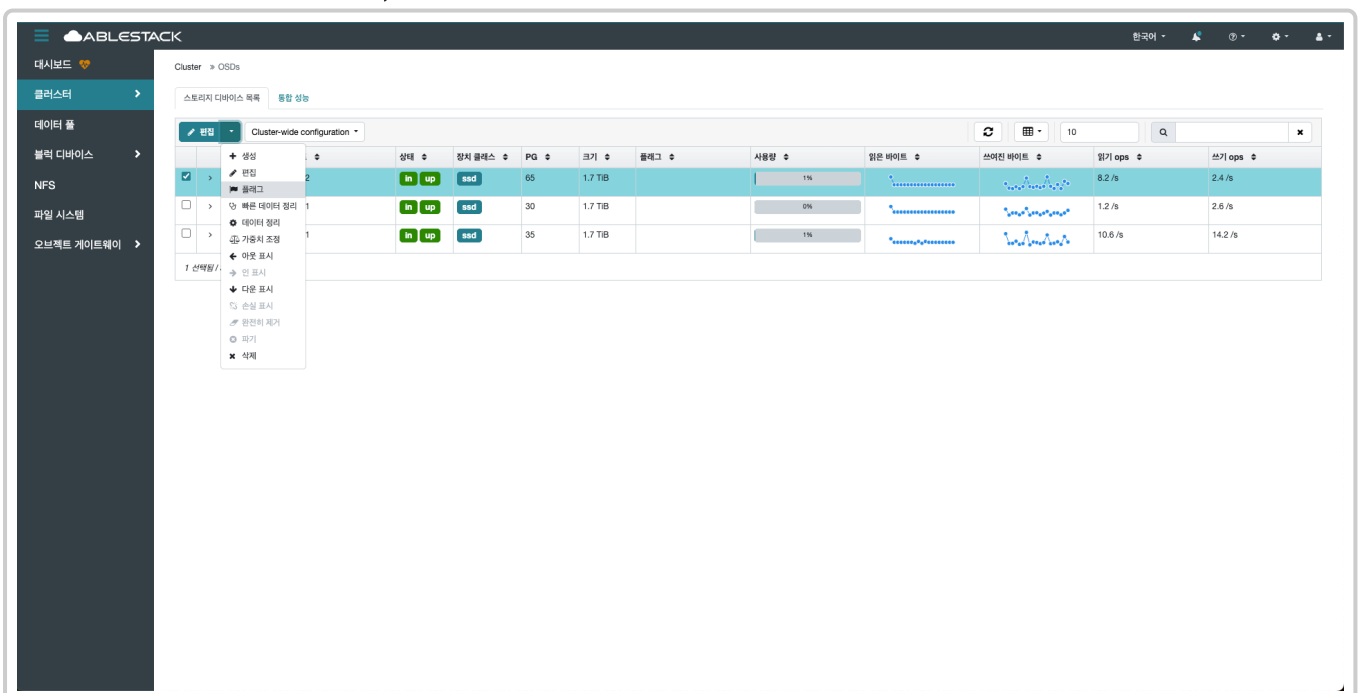 ABLESTACK
한국어
대시보드
Cluster » OSDs
클러스터
스토리지 디바이스 목록 통합 성능
데이터 풀
편집 Cluster-wide configuration 10
블럭 디바이스
생성 상태 장치 클래스 PG 크기 플래그 사용량 읽은 바이트 쓰여진 바이트 읽기 ops 쓰기 ops
편집 2 in up ssd 65 1.7 TiB 1% 8.2 /s 2.4 /s
NFS
플래그
빠른 데이터 정리 1 in up ssd 30 1.7 TiB 0% 1.2 /s 2.6 /s
파일 시스템
데이터 정리
가중치 조정 1 in up ssd 35 1.7 TiB 1% 10.6 /s 14.2 /s
오브젝트 게이트웨이
아웃 표시
1 선택됨 /
인 표시
다운 표시
손실 표시
완전히 제거
파기
삭제